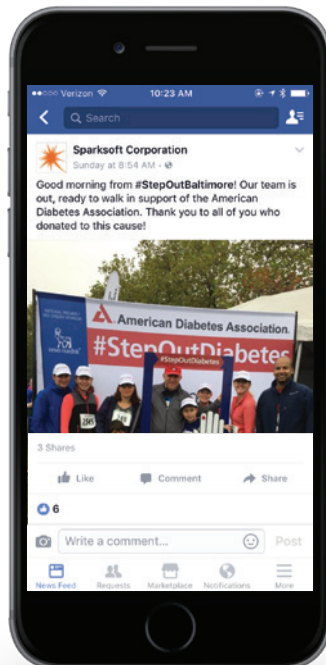 Verizon 10:23 AM
Search
Sparksoft Corporation
Sunday at 8:54 AM
Good morning from #StepOutBaltimore! Our team is
out, ready to walk in support of the American
Diabetes Association. Thank you to all of you who
donated to this cause!
American Diabetes Association.
novo nordisk
#StepOutDiabetes
#StepOutDiabetes
2545
3 Shares
Like Comment Share
6
Write a comment... Post
News Feed Requests Marketplace Notifications More